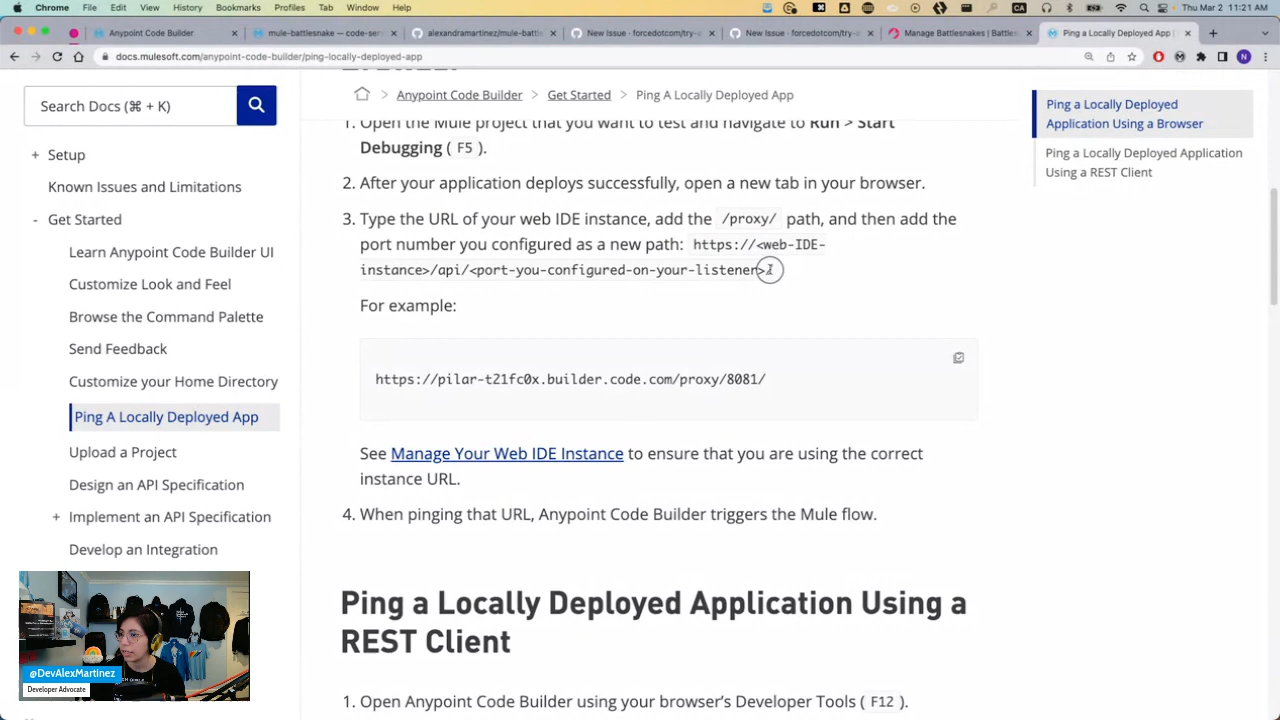 Chrome File Edit View History Bookmarks Profiles Tab Window Help
Thu Mar 2 11:21 AM
Anypoint Code Builder
mule-battlesnake — code-serv
alexandramartinez/mule-battl
New Issue · forcedotcom/try-a
New Issue · forcedotcom/try-a
Manage Battlesnakes | Battles
Ping a Locally Deployed App |
docs.mulesoft.com/anypoint-code-builder/ping-locally-deployed-app
N
Search Docs (⌘ + K)
+ Setup
Known Issues and Limitations
- Get Started
Learn Anypoint Code Builder UI
Customize Look and Feel
Browse the Command Palette
Send Feedback
Customize your Home Directory
Ping A Locally Deployed App
Upload a Project
Design an API Specification
+ Implement an API Specification
Develop an Integration
> Anypoint Code Builder > Get Started > Ping A Locally Deployed App
1. Open the Mule project that you want to test and navigate to Run > Start
Debugging ( F5 ).
2. After your application deploys successfully, open a new tab in your browser.
3. Type the URL of your web IDE instance, add the /proxy/ path, and then add the
port number you configured as a new path: https://<web-IDE-
instance>/api/<port-you-configured-on-your-listener>/
For example:
https://pilar-t21fc0x.builder.code.com/proxy/8081/
See Manage Your Web IDE Instance to ensure that you are using the correct
instance URL.
4. When pinging that URL, Anypoint Code Builder triggers the Mule flow.
Ping a Locally Deployed Application Using a
REST Client
1. Open Anypoint Code Builder using your browser's Developer Tools ( F12 ).
Ping a Locally Deployed
Application Using a Browser
Ping a Locally Deployed Application
Using a REST Client
@DevAlexMartinez
Developer Advocate